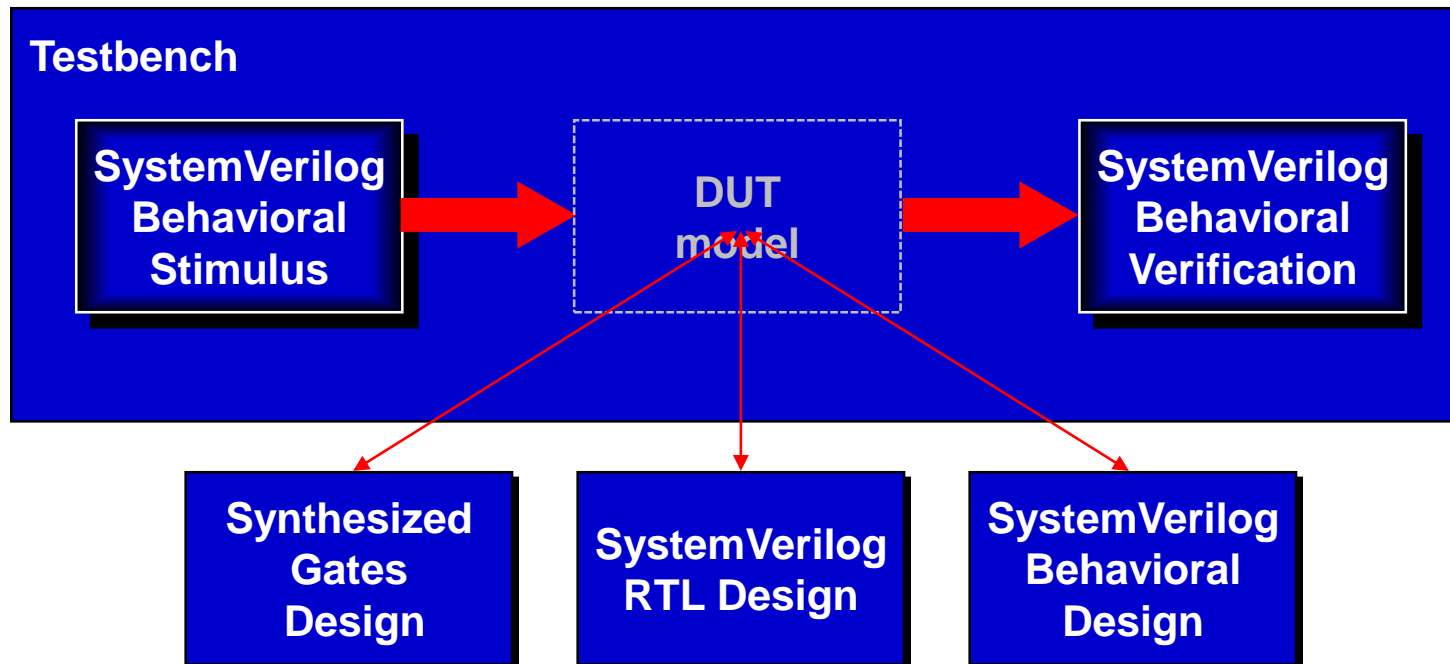 Testbench
SystemVerilog
Behavioral
Stimulus
DUT
model
SystemVerilog
Behavioral
Verification
Synthesized
Gates
Design
SystemVerilog
RTL Design
SystemVerilog
Behavioral
Design